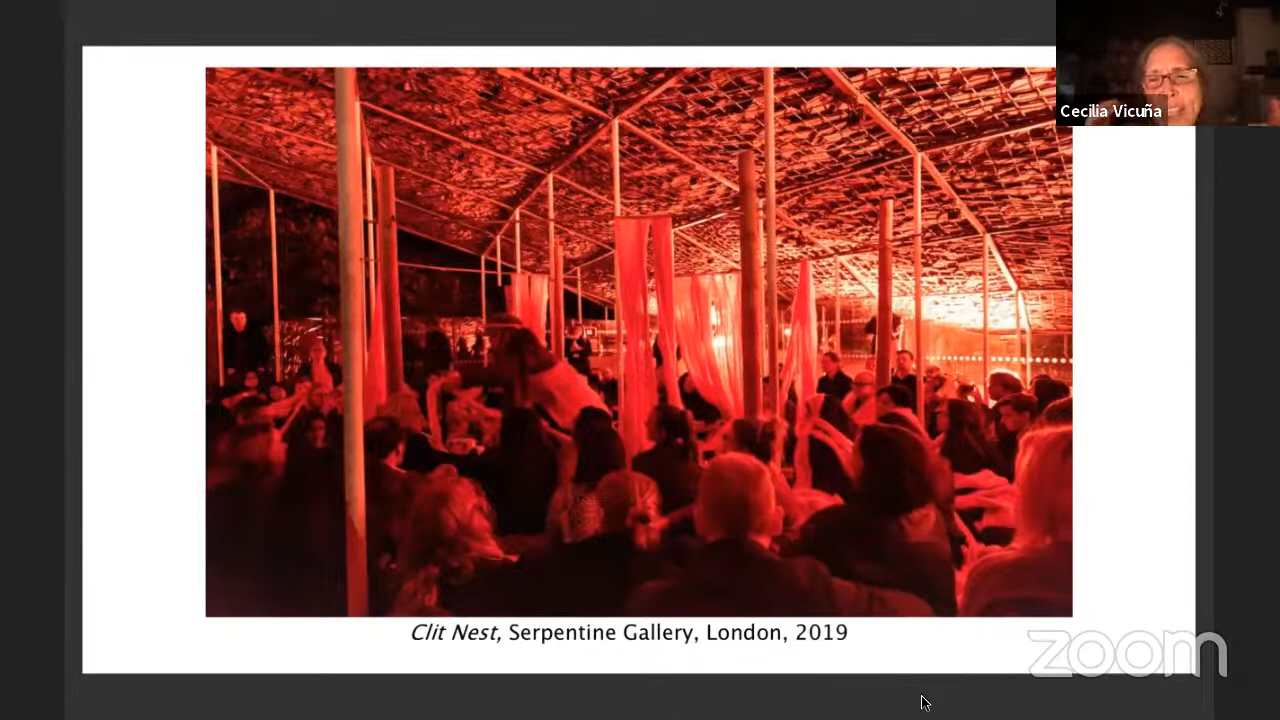 Cecilia Vicuña
Clit Nest, Serpentine Gallery, London, 2019
zoom